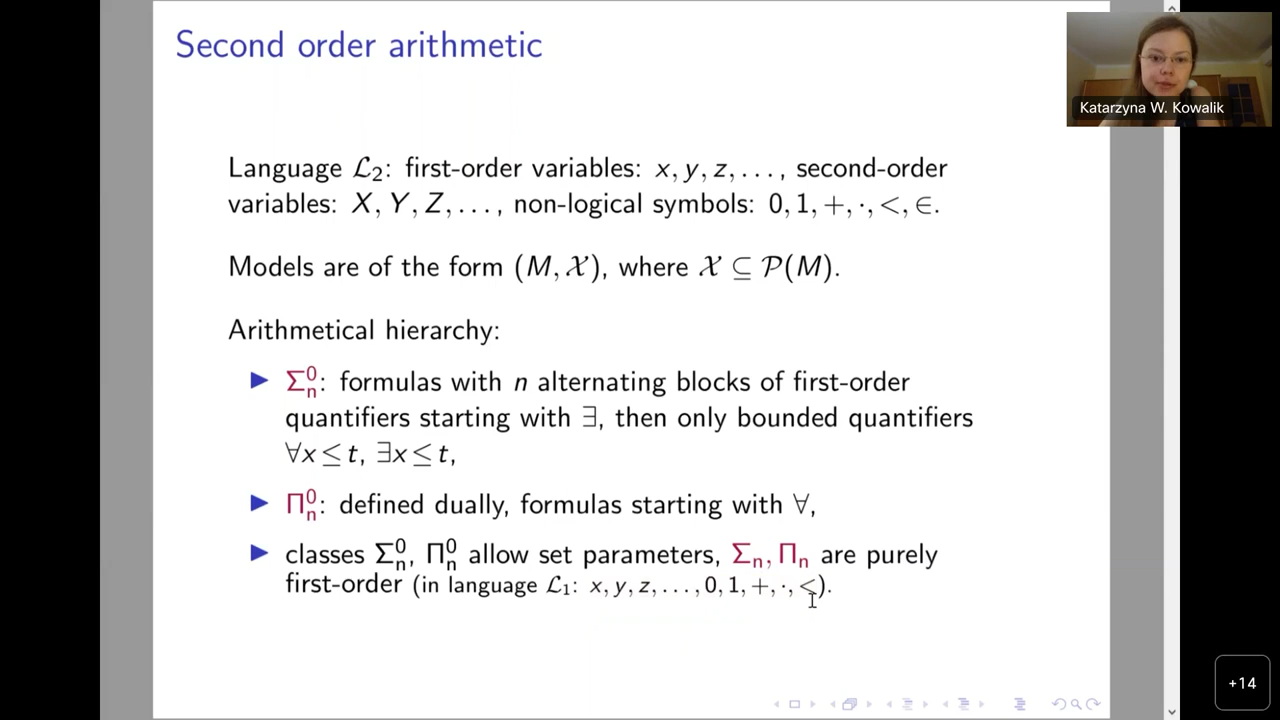 Second order arithmetic
Katarzyna W. Kowalik
Language ℒ₂: first-order variables: x, y, z, . . . , second-order
variables: X, Y, Z, . . . , non-logical symbols: 0, 1, +, ·, <, ∈.
Models are of the form (M, 𝒳), where 𝒳 ⊆ 𝒫(M).
Arithmetical hierarchy:
▶ Σ⁰ₙ: formulas with n alternating blocks of first-order
quantifiers starting with ∃, then only bounded quantifiers
∀x ≤ t, ∃x ≤ t,
▶ Π⁰ₙ: defined dually, formulas starting with ∀,
▶ classes Σ⁰ₙ, Π⁰ₙ allow set parameters, Σₙ, Πₙ are purely
first-order (in language ℒ₁: x, y, z, . . . , 0, 1, +, ·, <).
+14